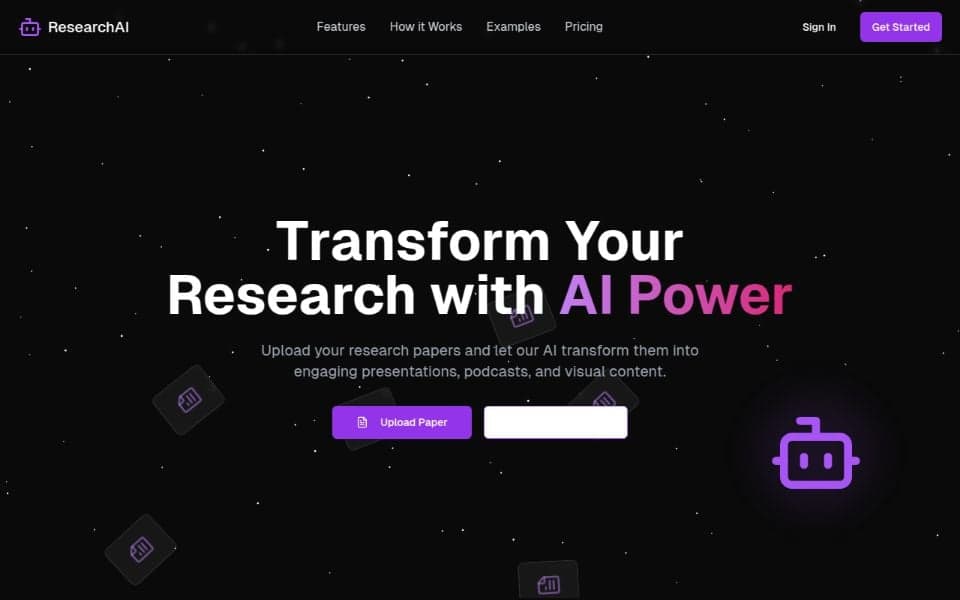 ResearchAI
Features
How it Works
Examples
Pricing
Sign In
Get Started
Transform Your
Research with AI Power
Upload your research papers and let our AI transform them into
engaging presentations, podcasts, and visual content.
Upload Paper